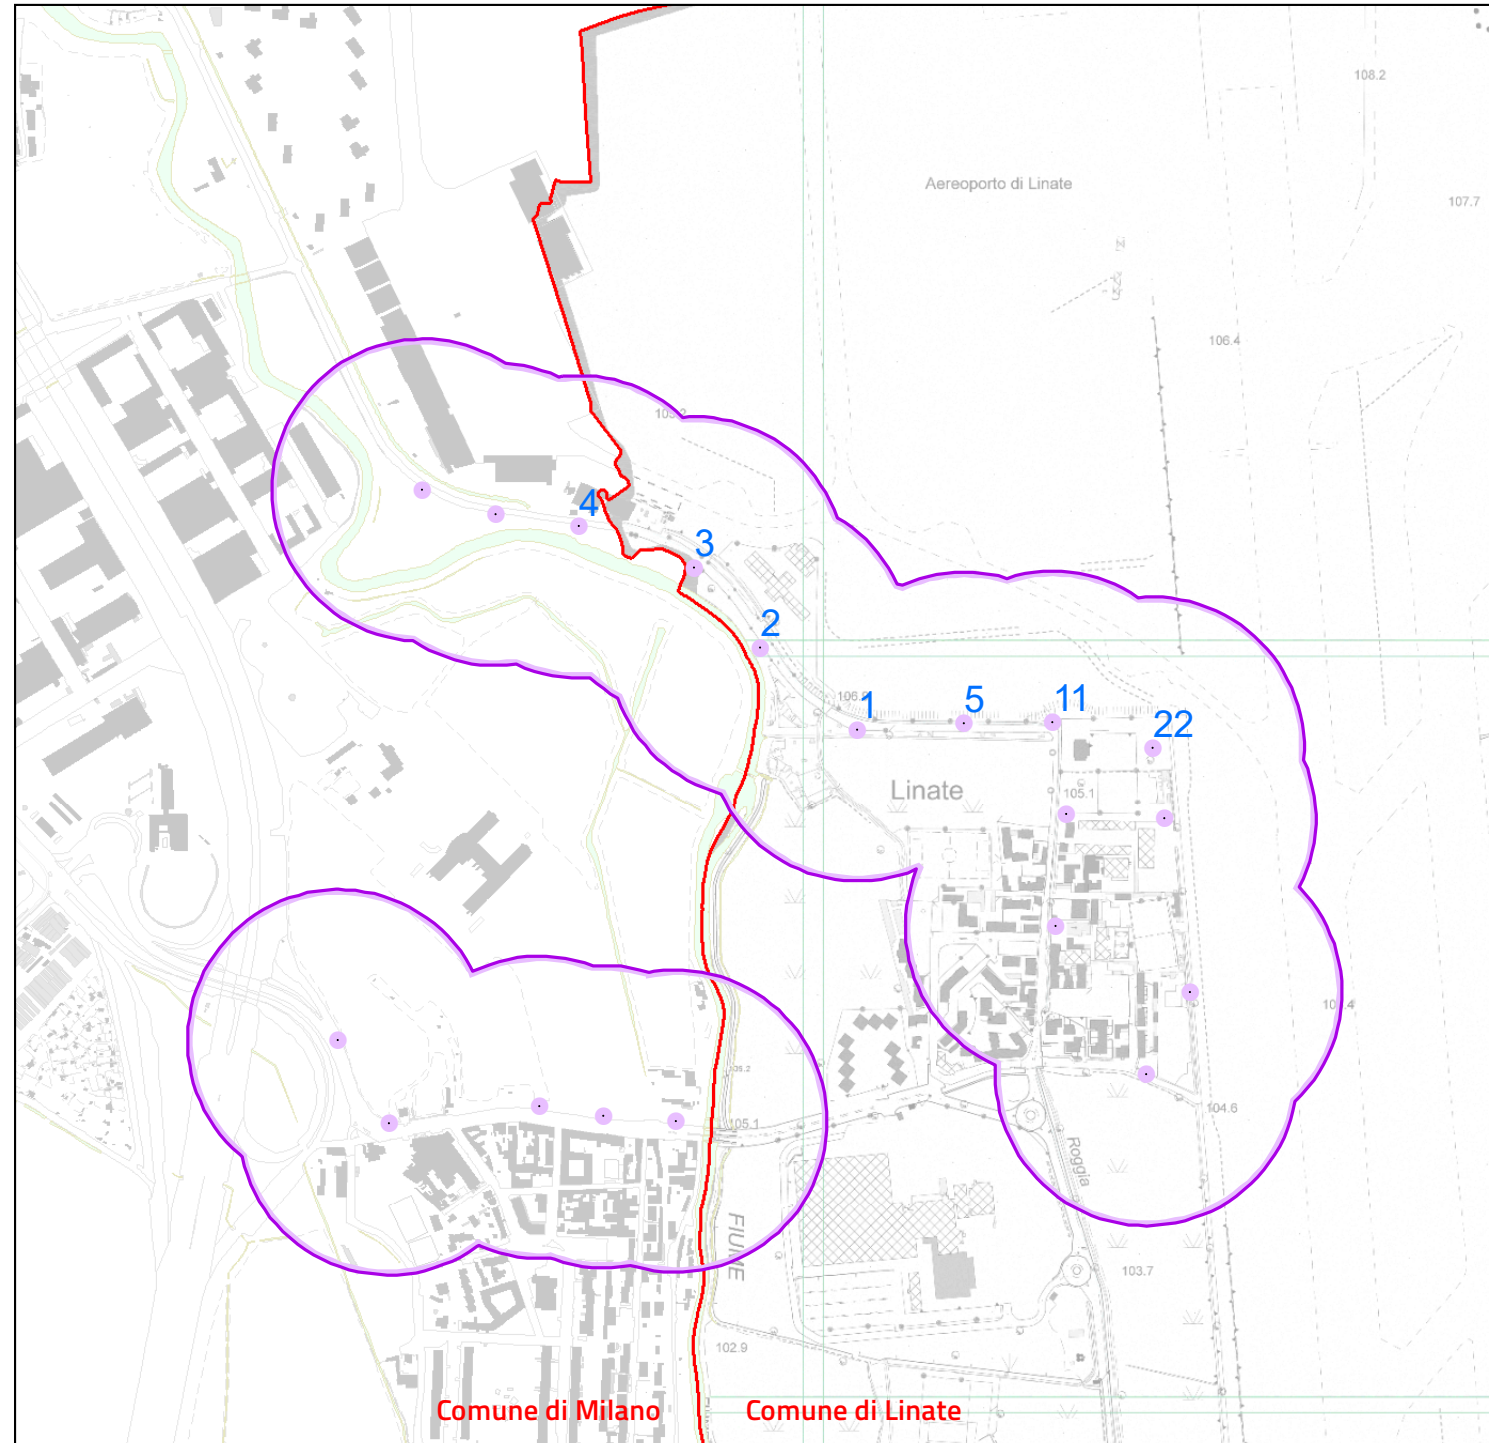 108.2
Aereoporto di Linate
107.7
106.4
4
3
2
1
5
11
22
Linate
105.1
104.6
105.1
Roggia
FIUME
103.7
102.9
Comune di Milano
Comune di Linate